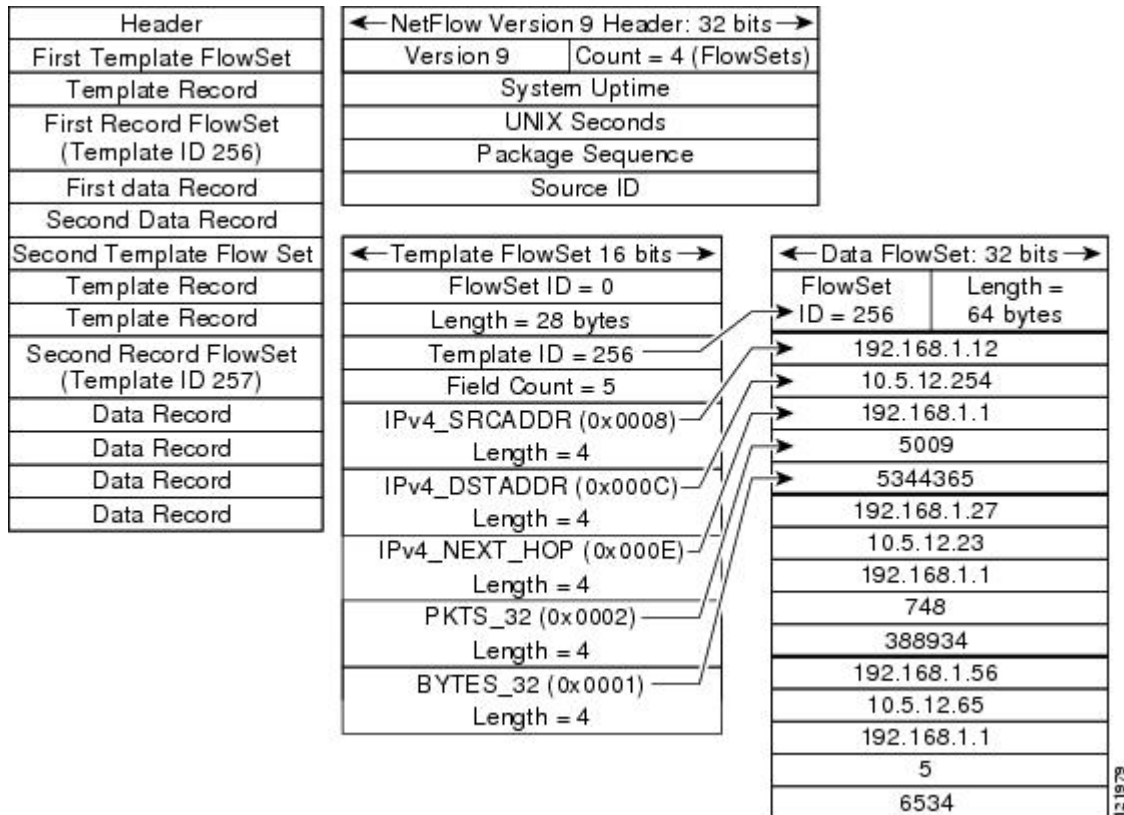 Header
First Template FlowSet
Template Record
First Record FlowSet
(Template ID 256)
First data Record
Second Data Record
Second Template Flow Set
Template Record
Template Record
Second Record FlowSet
(Template ID 257)
Data Record
Data Record
Data Record
Data Record
NetFlow Version 9 Header: 32 bits
Version 9
Count = 4 (FlowSets)
System Uptime
UNIX Seconds
Package Sequence
Source ID
Template FlowSet 16 bits
FlowSet ID = 0
Length = 28 bytes
Template ID = 256
Field Count = 5
IPv4_SRCADDR (0x0008)
Length = 4
IPv4_DSTADDR (0x000C)
Length = 4
IPv4_NEXT_HOP (0x000E)
Length = 4
PKTS_32 (0x0002)
Length = 4
BYTES_32 (0x0001)
Length = 4
Data FlowSet: 32 bits
FlowSet
ID = 256
Length =
64 bytes
192.168.1.12
10.5.12.254
192.168.1.1
5009
5344365
192.168.1.27
10.5.12.23
192.168.1.1
748
388934
192.168.1.56
10.5.12.65
192.168.1.1
5
6534
121979